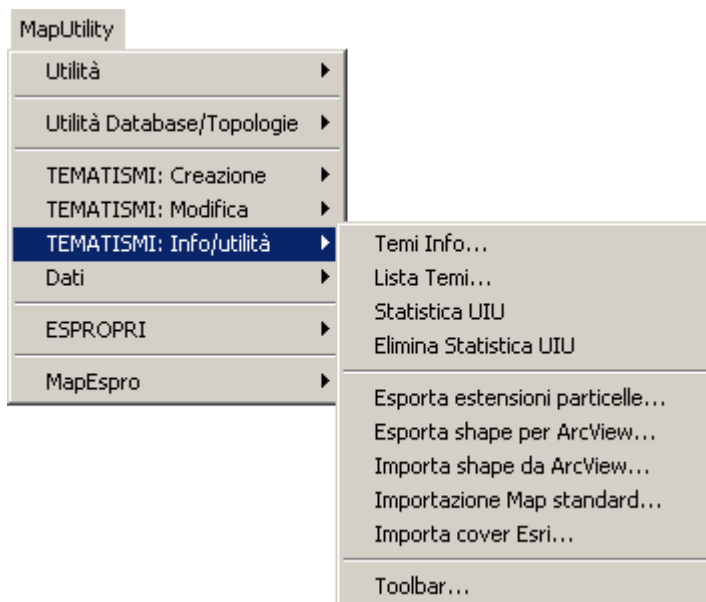 MapUtility
Utilità
Utilità Database/Topologie
TEMATISMI: Creazione
TEMATISMI: Modifica
TEMATISMI: Info/utilità
Dati
ESPROPRI
MapEspro
Temi Info...
Lista Temi...
Statistica UIU
Elimina Statistica UIU
Esporta estensioni particelle...
Esporta shape per ArcView...
Importa shape da ArcView...
Importazione Map standard...
Importa cover Esri...
Toolbar...